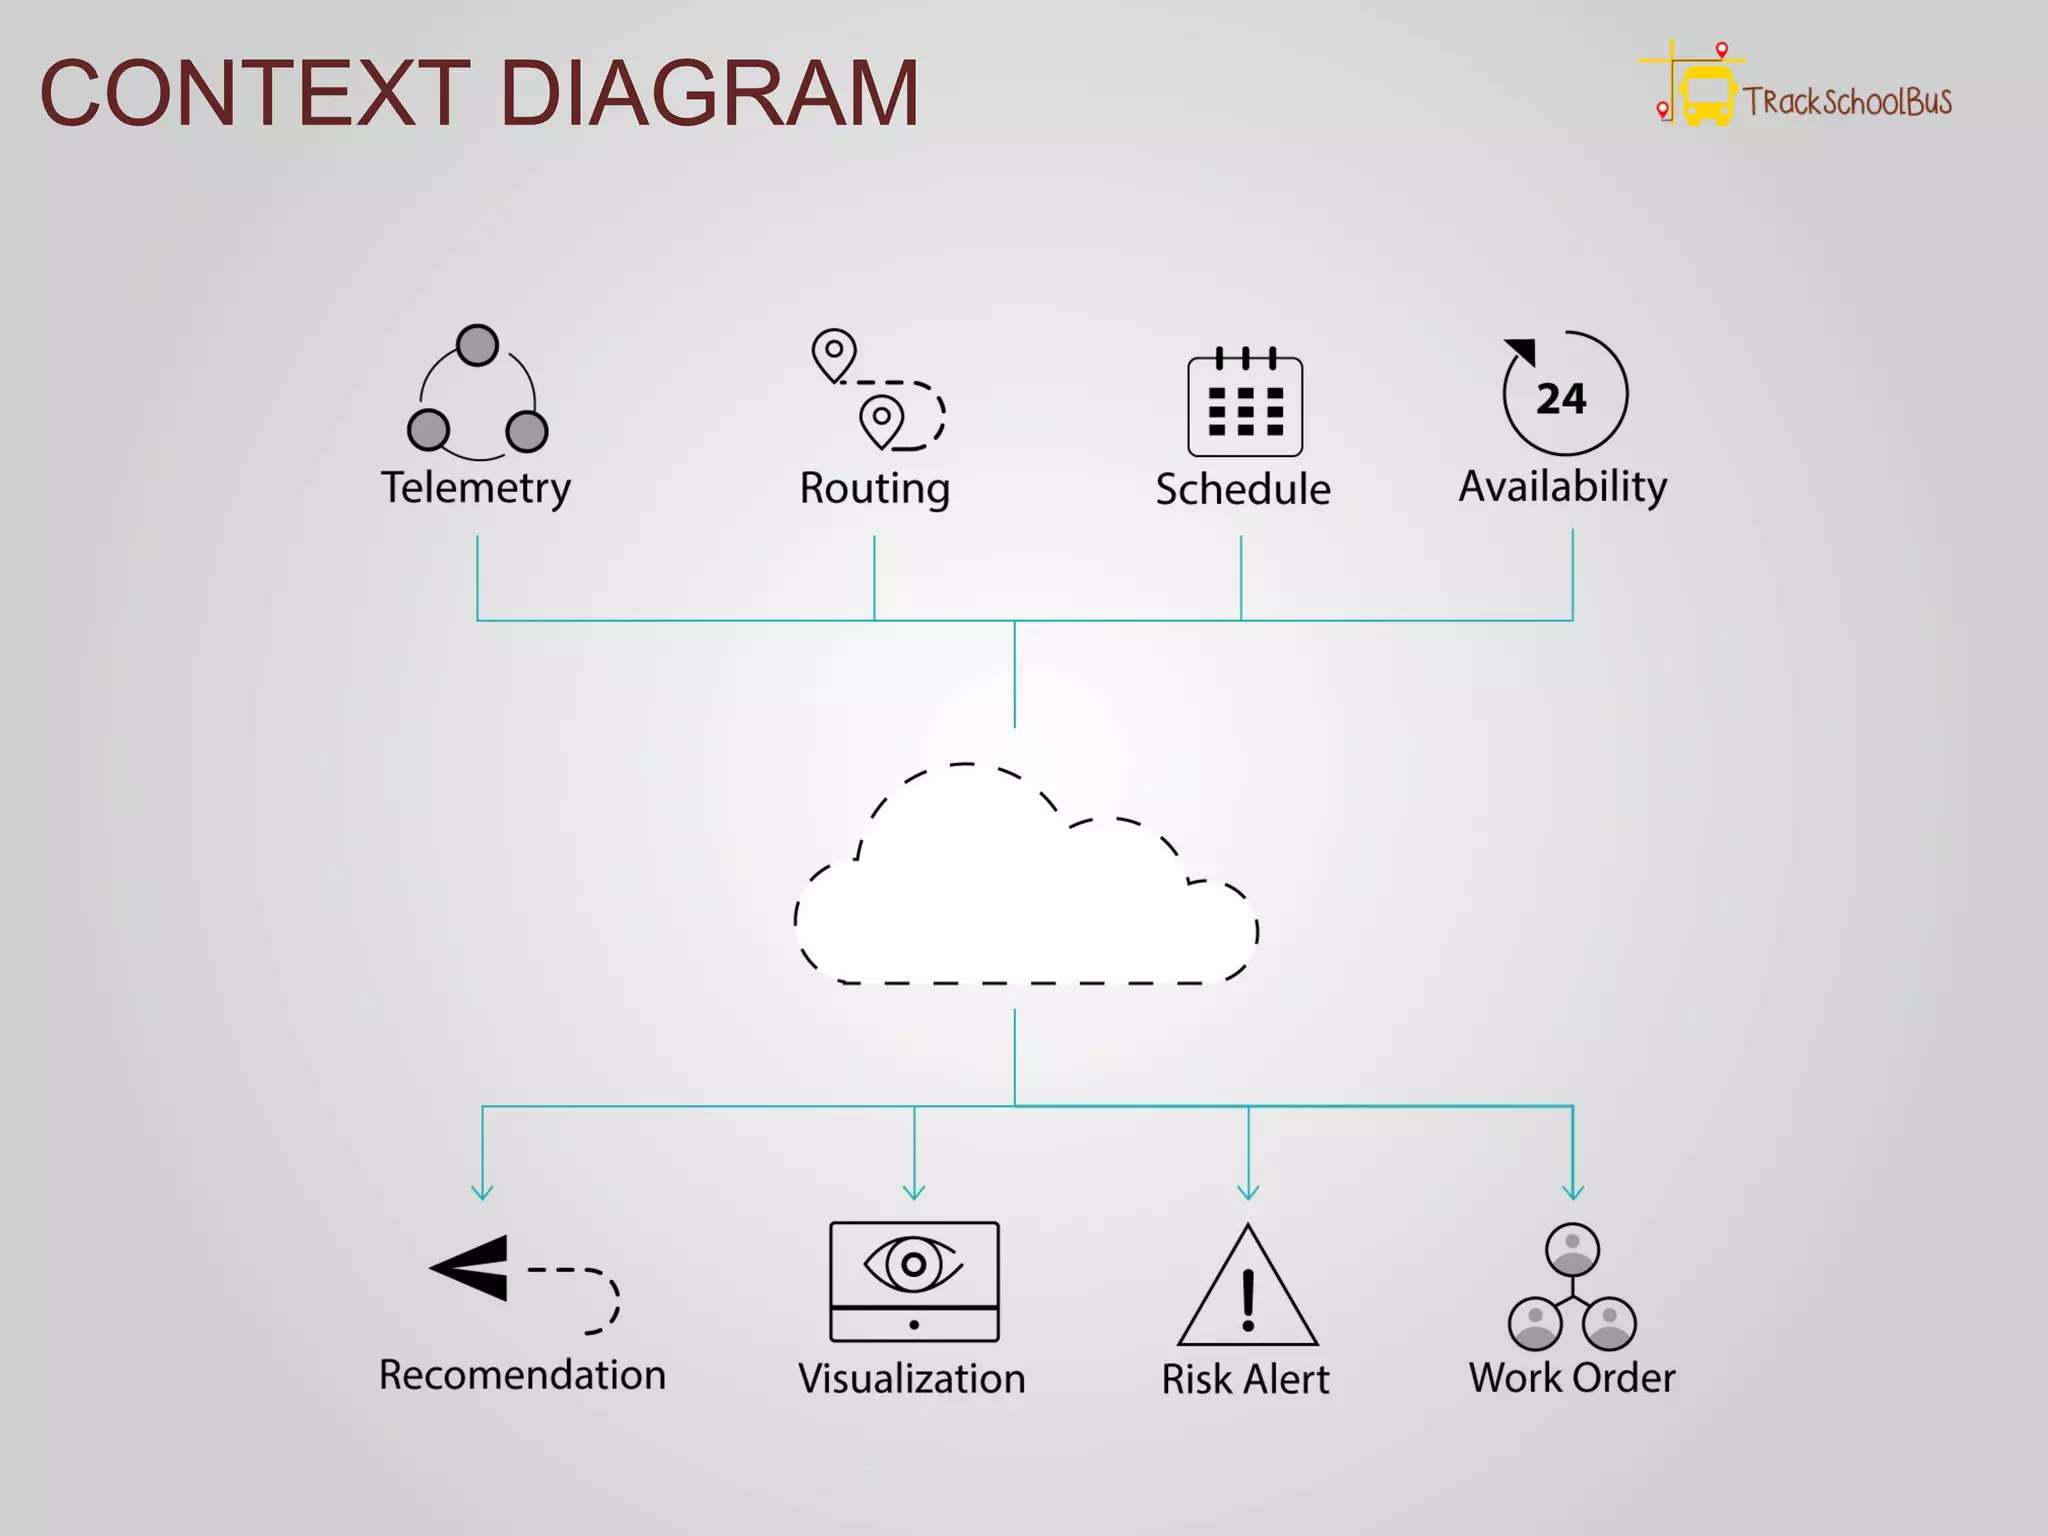 CONTEXT DIAGRAM
TRackSchoolBus
Telemetry
Routing
Schedule
24
Availability
Recomendation
Visualization
Risk Alert
Work Order